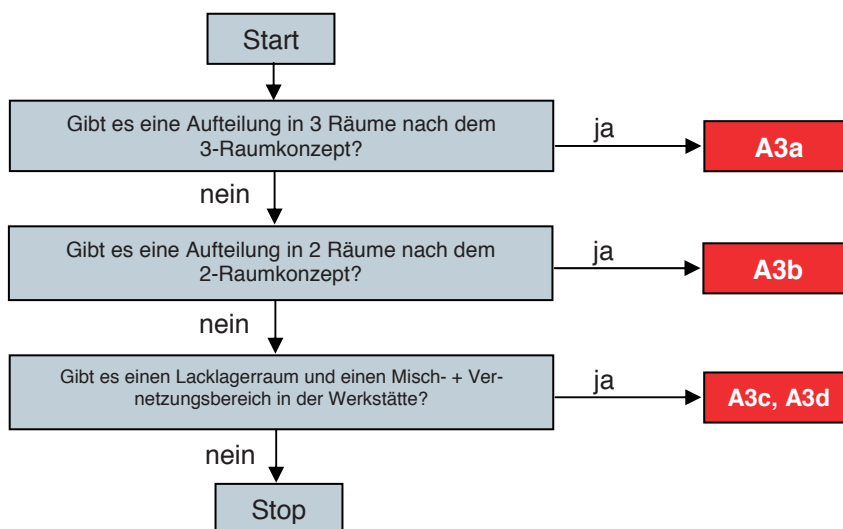 Start
Gibt es eine Aufteilung in 3 Räume nach dem
3-Raumkonzept?
ja
A3a
nein
Gibt es eine Aufteilung in 2 Räume nach dem
2-Raumkonzept?
ja
A3b
nein
Gibt es einen Lacklagerraum und einen Misch- + Ver-
netzungsbereich in der Werkstätte?
ja
A3c, A3d
nein
Stop